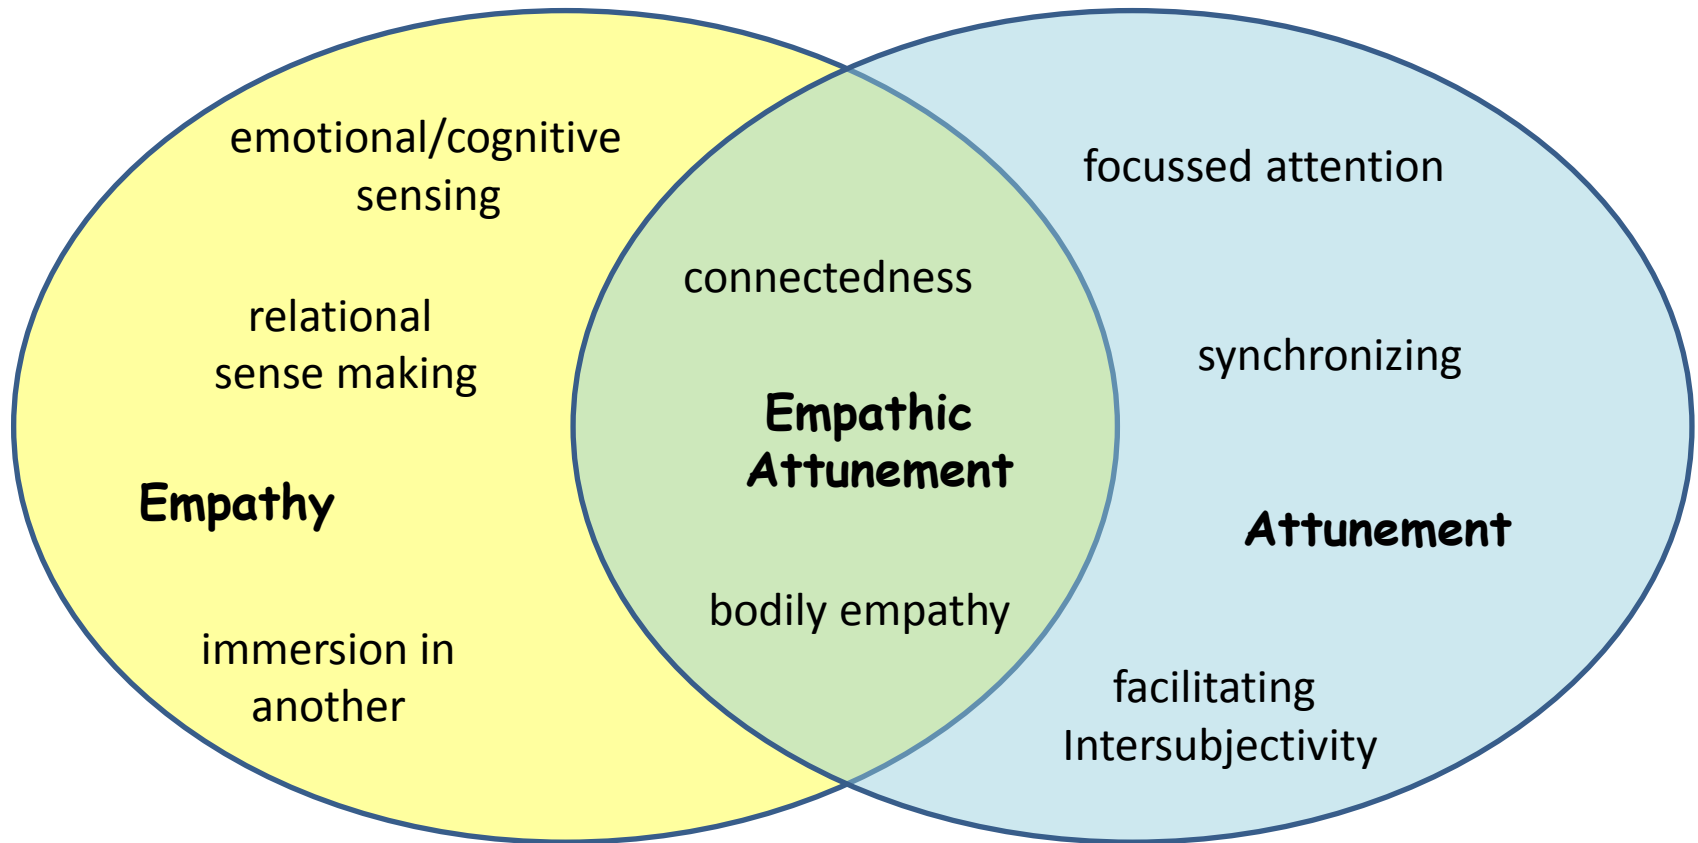 emotional/cognitive
sensing
relational
sense making
Empathy
immersion in
another
connectedness
Empathic
Attunement
bodily empathy
focussed attention
synchronizing
Attunement
facilitating
Intersubjectivity